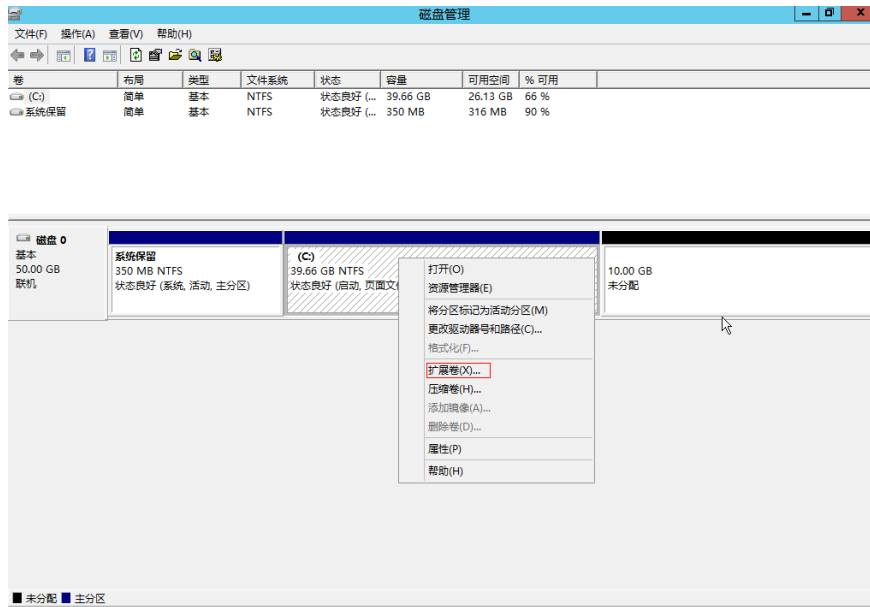 磁盘管理
文件(F) 操作(A) 查看(V) 帮助(H)
卷 布局 类型 文件系统 状态 容量 可用空间 % 可用
(C:) 简单 基本 NTFS 状态良好 (... 39.66 GB 26.13 GB 66 %
系统保留 简单 基本 NTFS 状态良好 (... 350 MB 316 MB 90 %
磁盘 0
基本
50.00 GB
联机
系统保留
350 MB NTFS
状态良好 (系统, 活动, 主分区)
(C:)
39.66 GB NTFS
状态良好 (启动, 页面文
打开(O)
资源管理器(E)
将分区标记为活动分区(M)
更改驱动器号和路径(C)...
格式化(F)...
扩展卷(X)...
压缩卷(H)...
添加镜像(A)...
删除卷(D)...
属性(P)
帮助(H)
10.00 GB
未分配
未分配 主分区